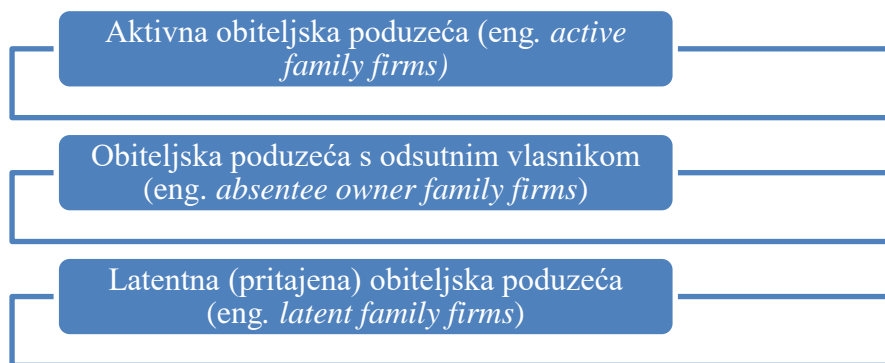 Aktivna obiteljska poduzeća (eng. active
family firms)
Obiteljska poduzeća s odsutnim vlasnikom
(eng. absentee owner family firms)
Latentna (pritajena) obiteljska poduzeća
(eng. latent family firms)